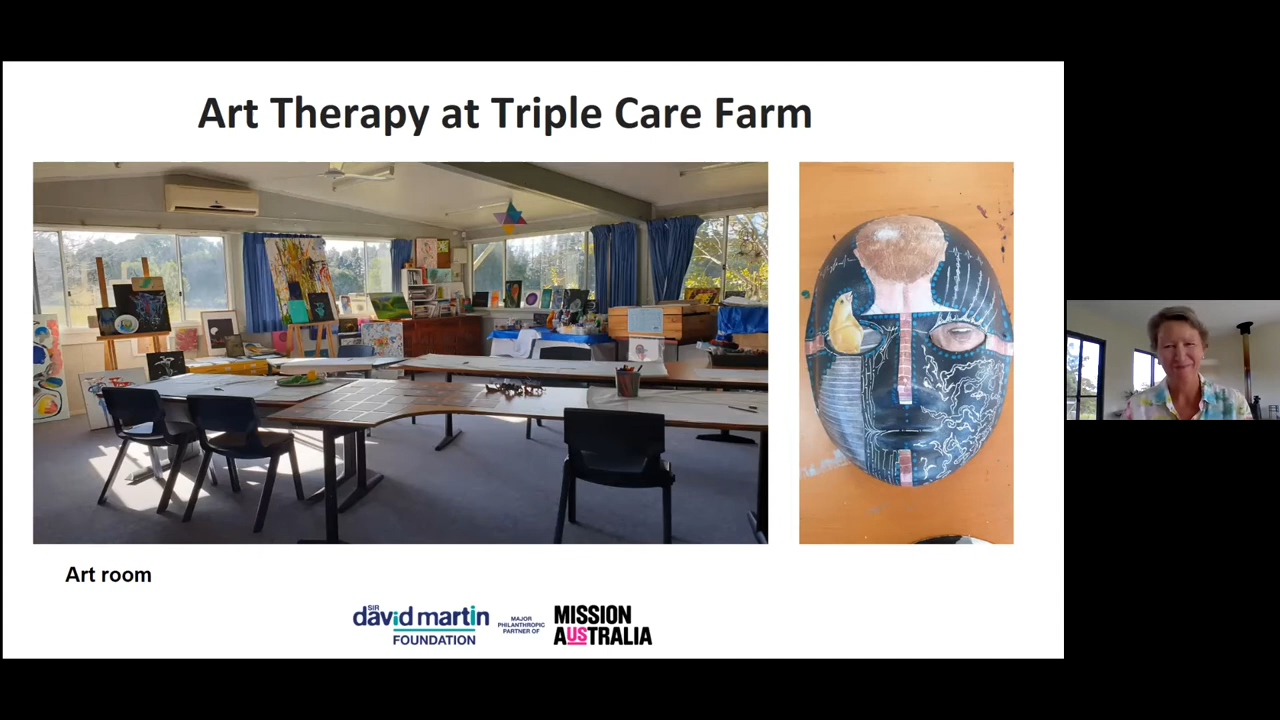 Art Therapy at Triple Care Farm
Art room
SIR
david martin
FOUNDATION
MAJOR
PHILANTHROPIC
PARTNER OF
MISSION
AUSTRALIA